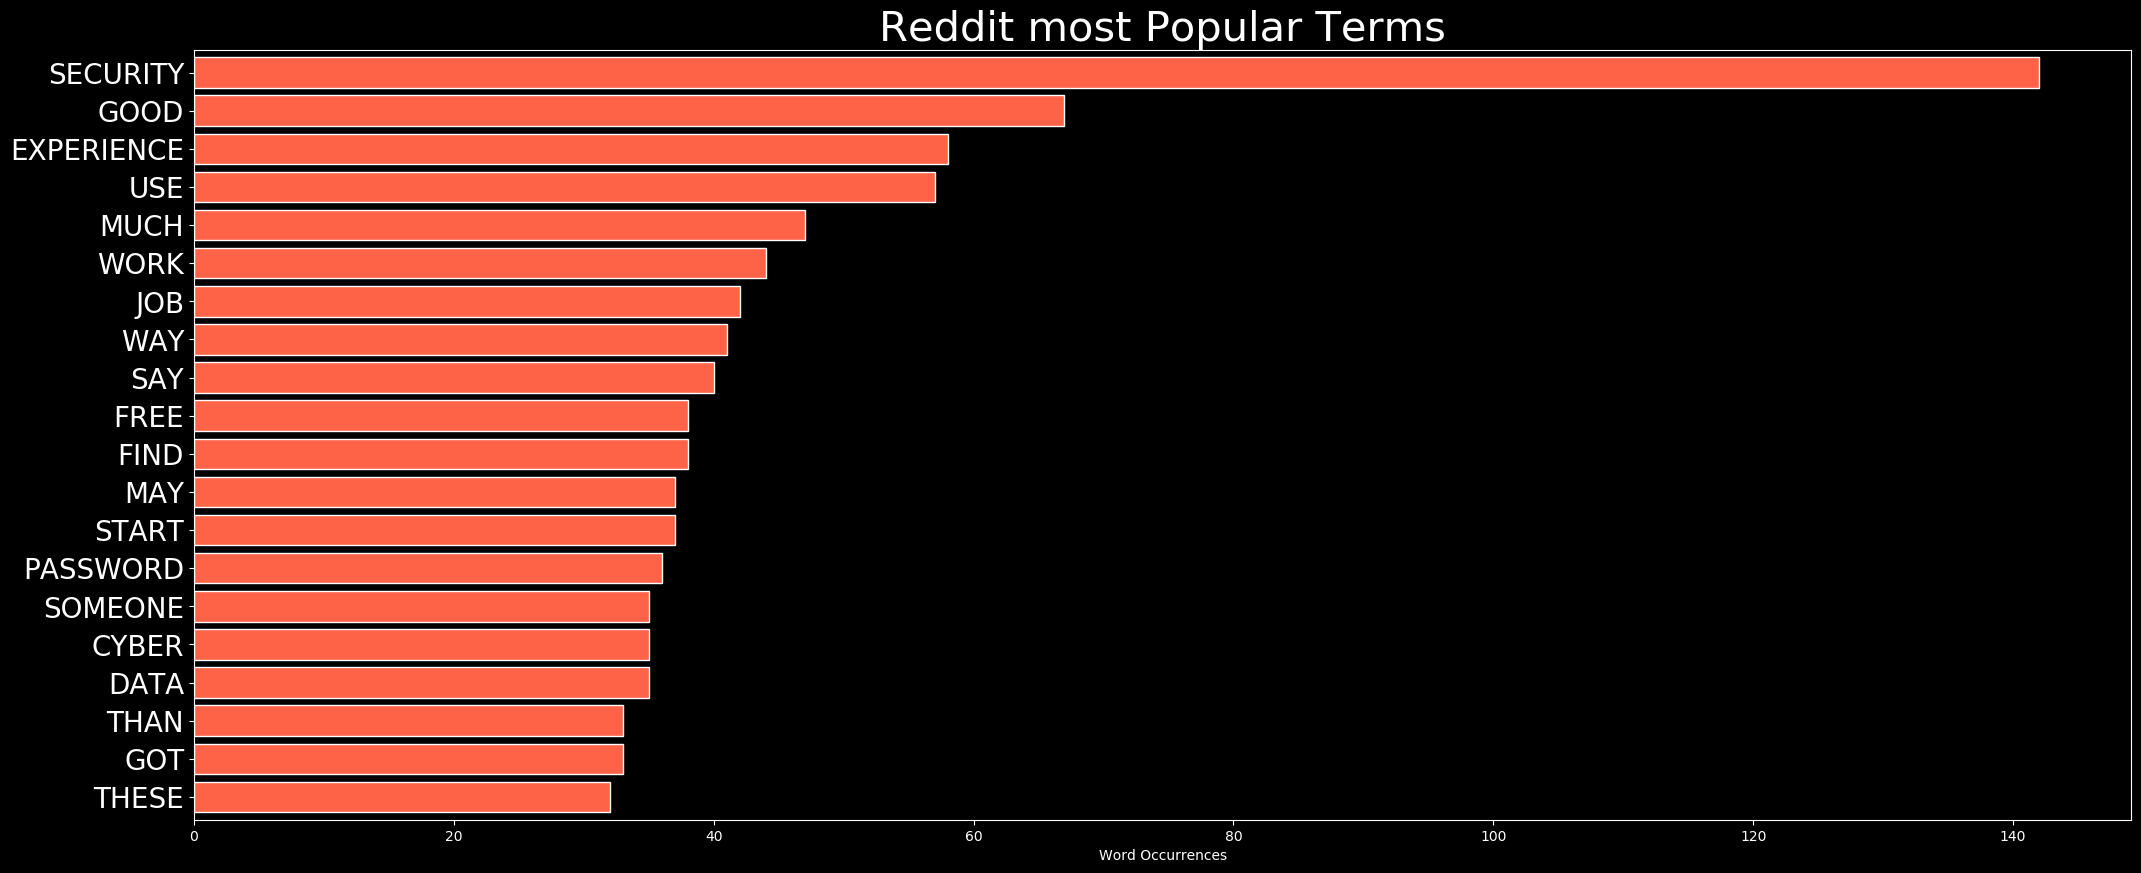 Reddit most Popular Terms
SECURITY
GOOD
EXPERIENCE
USE
MUCH
WORK
JOB
WAY
SAY
FREE
FIND
MAY
START
PASSWORD
SOMEONE
CYBER
DATA
THAN
GOT
THESE
0 20 40 60 80 100 120 140
Word Occurrences